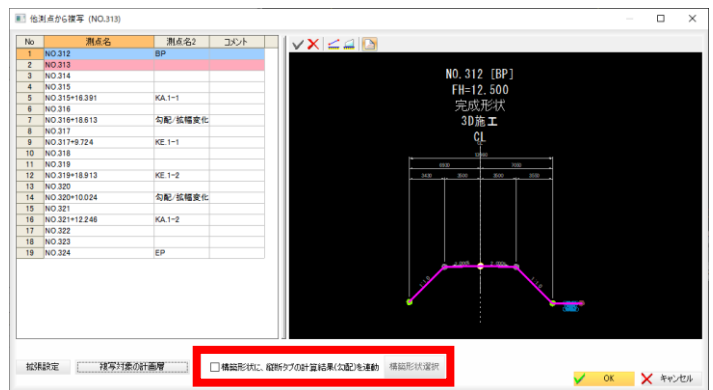 他測点から複写 (NO.313)
No 測点名 測点名2 コメント
1 NO.312 BP
2 NO.313
3 NO.314
4 NO.315
5 NO.315+16.391 KA.1-1
6 NO.316
7 NO.316+18.613 勾配/拡幅変化
8 NO.317
9 NO.317+9.724 KE.1-1
10 NO.318
11 NO.319
12 NO.319+18.913 KE.1-2
13 NO.320
14 NO.320+10.024 勾配/拡幅変化
15 NO.321
16 NO.321+12.246 KA.1-2
17 NO.322
18 NO.323
19 NO.324 EP
NO.312 [BP]
FH=12.500
完成形状
3D施工
CL
3500 3500
拡張設定 複写対象の計画層 構築形状に、縦断タブの計算結果(勾配)を連動 構築形状選択
OK キャンセル